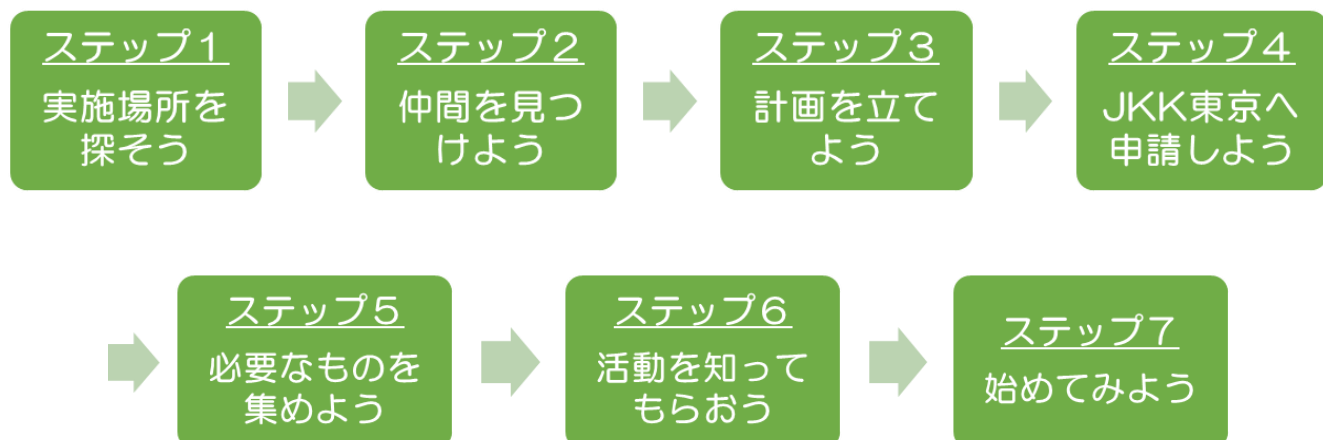 ステップ１
実施場所を
探そう
ステップ２
仲間を見つ
けよう
ステップ３
計画を立て
よう
ステップ４
JKK東京へ
申請しよう
ステップ５
必要なものを
集めよう
ステップ６
活動を知って
もらおう
ステップ７
始めてみよう